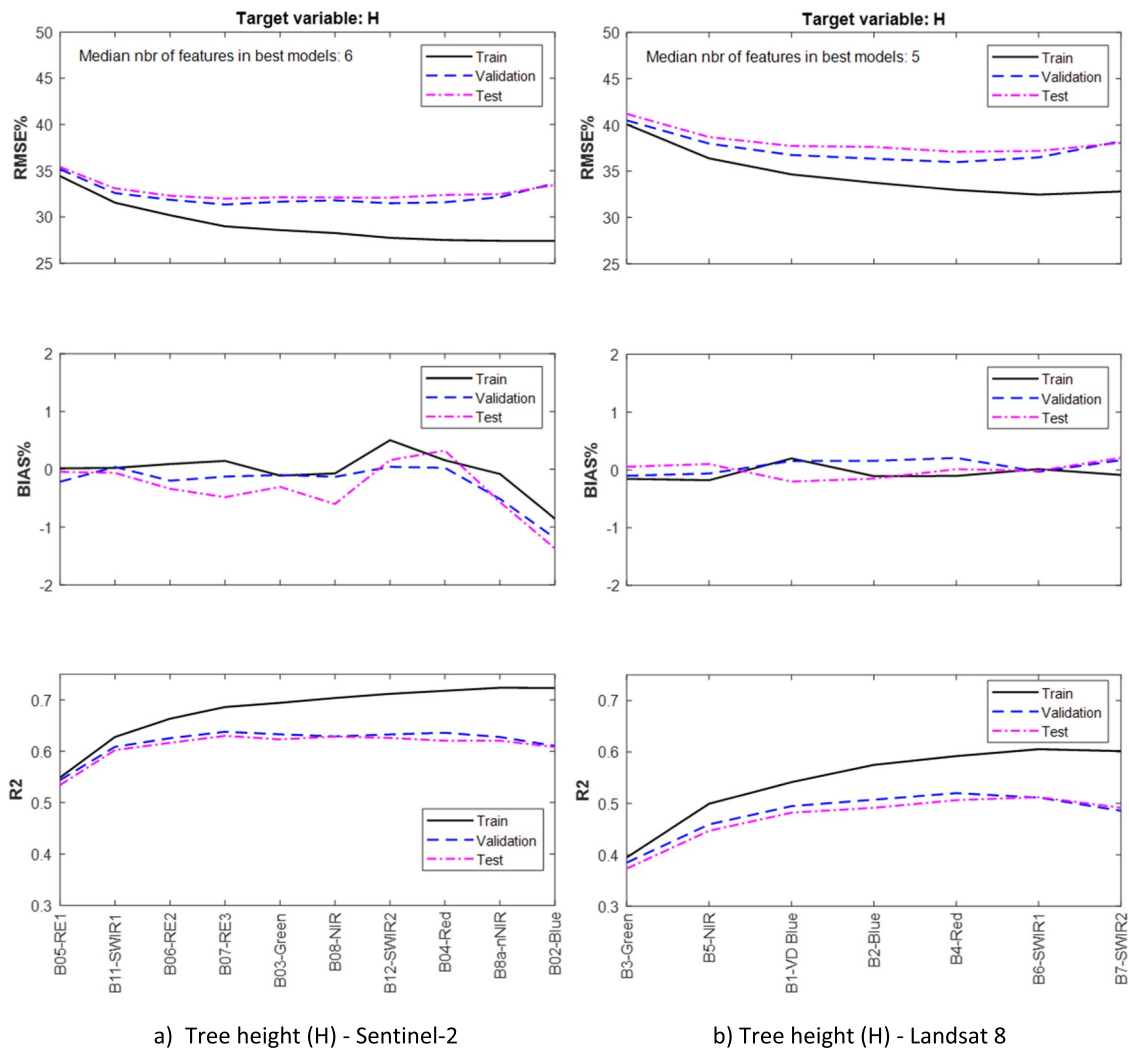 Target variable: H
Median nbr of features in best models: 6
Train
Validation
Test
RMSE%
50
45
40
35
30
25
Train
Validation
Test
BIAS%
2
1
0
-1
-2
Train
Validation
Test
R2
0.7
0.6
0.5
0.4
0.3
B05-RE1
B11-SWIR1
B06-RE2
B07-RE3
B03-Green
B08-NIR
B12-SWIR2
B04-Red
B8a-nNIR
B02-Blue
a) Tree height (H) - Sentinel-2
Target variable: H
Median nbr of features in best models: 5
Train
Validation
Test
RMSE%
50
45
40
35
30
25
Train
Validation
Test
BIAS%
2
1
0
-1
-2
Train
Validation
Test
R2
0.7
0.6
0.5
0.4
0.3
B3-Green
B5-NIR
B1-VD Blue
B2-Blue
B4-Red
B6-SWIR1
B7-SWIR2
b) Tree height (H) - Landsat 8